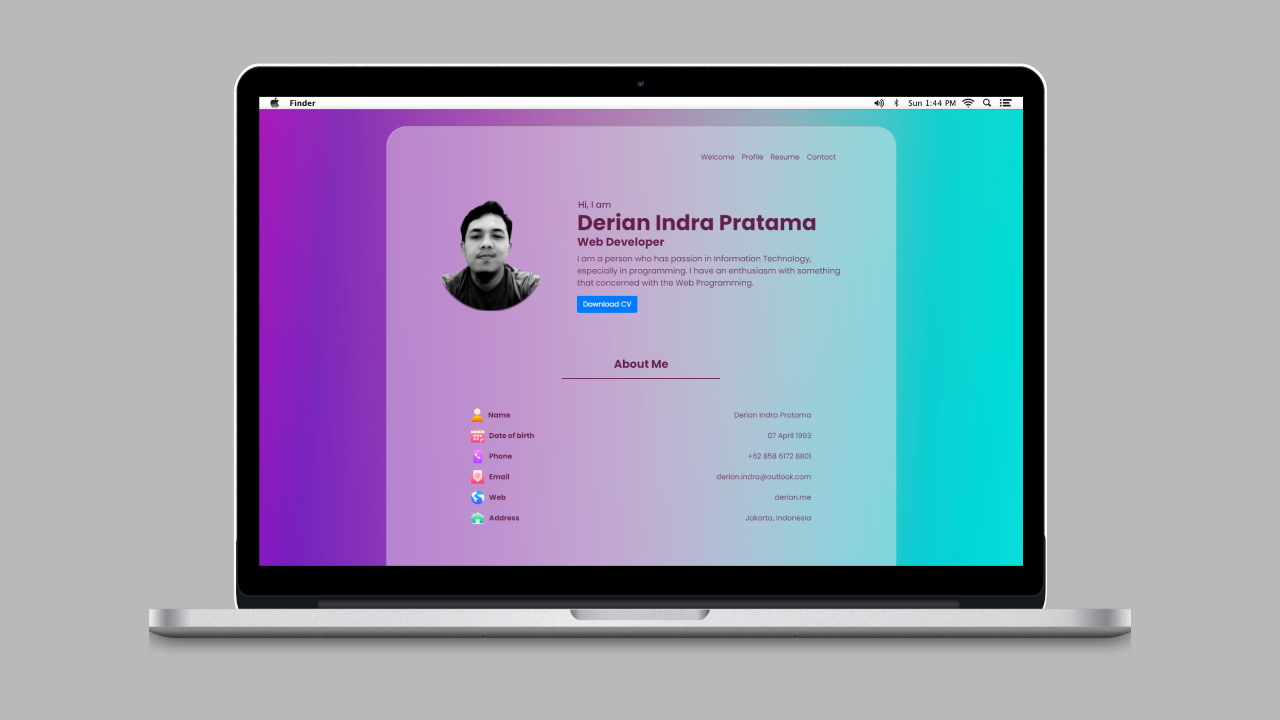 Finder
Sun 1:44 PM
Welcome Profile Resume Contact
Hi, I am
Derian Indra Pratama
Web Developer
I am a person who has passion in Information Technology,
especially in programming. I have an enthusiasm with something
that concerned with the Web Programming.
Download CV
About Me
Name Derian Indra Pratama
Date of birth 07 April 1993
Phone +62 858 6172 8801
Email derian.indra@outlook.com
Web derian.me
Address Jakarta, Indonesia